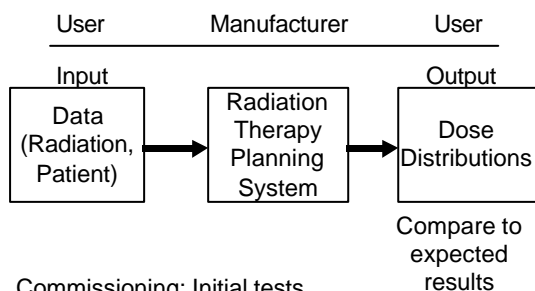 User Manufacturer User
Input Output
Data
(Radiation,
Patient)
Radiation
Therapy
Planning
System
Dose
Distributions
Compare to
expected
results
Commissioning: Initial tests